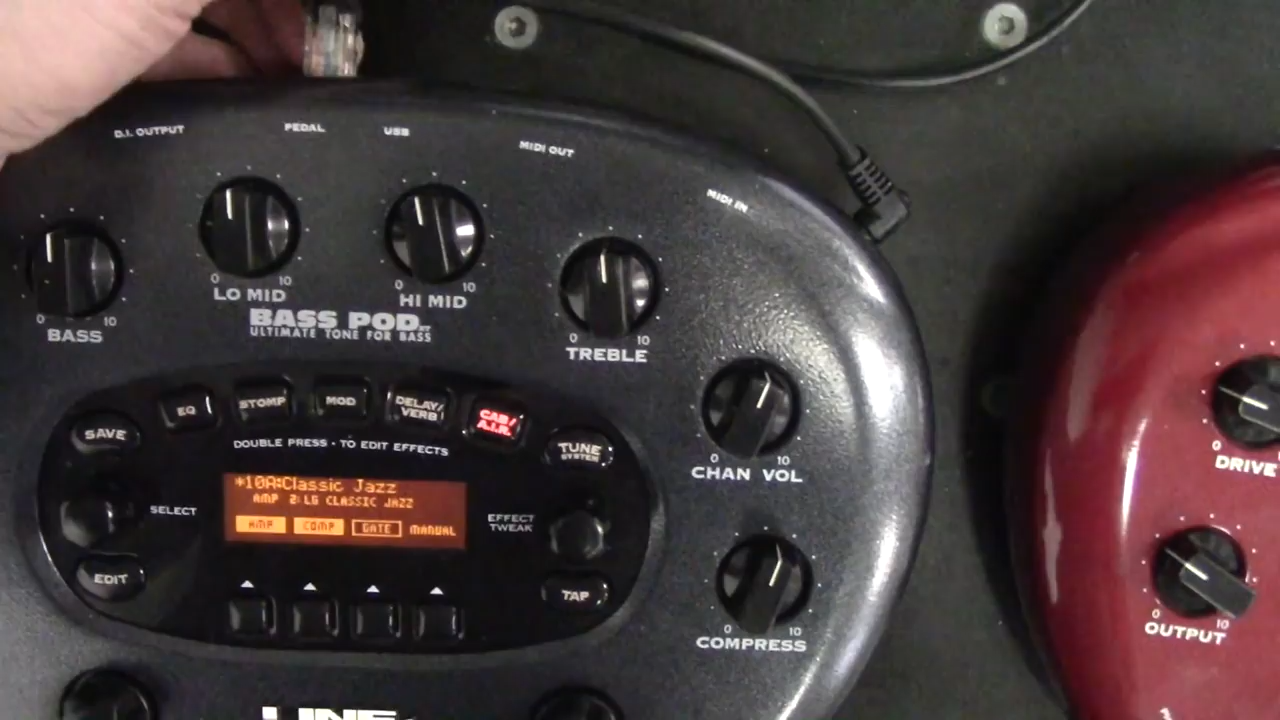 D.I. OUTPUT
PEDAL
USB
MIDI OUT
MIDI IN
0 10
BASS
0 10
LO MID
0 10
HI MID
0 10
TREBLE
BASS POD XT
ULTIMATE TONE FOR BASS
SAVE
EQ
STOMP
MOD
DELAY/
VERB
CAB/
A.I.R.
TUNE
SYSTEM
DOUBLE PRESS · TO EDIT EFFECTS
SELECT
*10A:Classic Jazz
AMP 2:L6 CLASSIC JAZZ
AMP COMP GATE MANUAL
EFFECT
TWEAK
EDIT
TAP
0 10
CHAN VOL
0 10
COMPRESS
LINE
0
DRIVE
0 10
OUTPUT